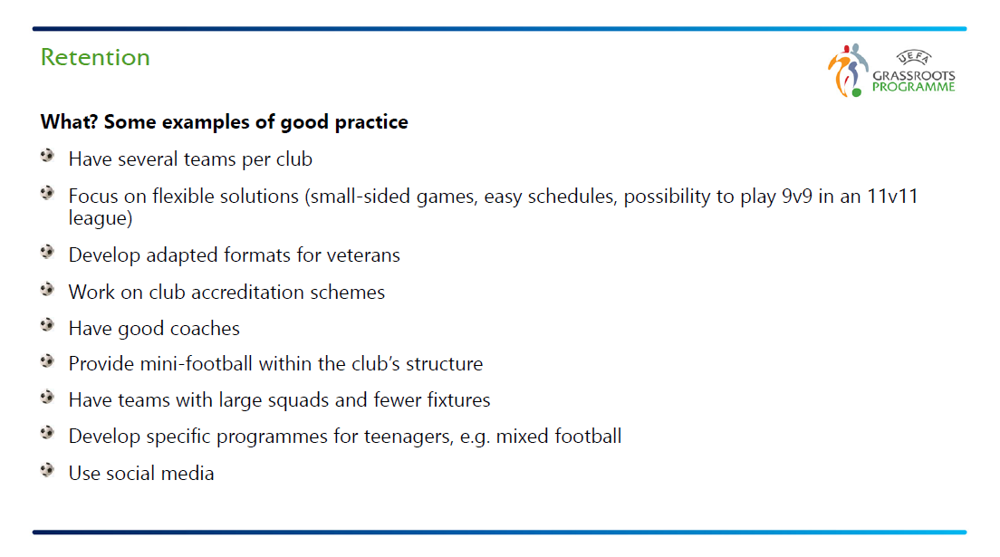 Retention
UEFA
GRASSROOTS
PROGRAMME
What? Some examples of good practice
Have several teams per club
Focus on flexible solutions (small-sided games, easy schedules, possibility to play 9v9 in an 11v11
league)
Develop adapted formats for veterans
Work on club accreditation schemes
Have good coaches
Provide mini-football within the club’s structure
Have teams with large squads and fewer fixtures
Develop specific programmes for teenagers, e.g. mixed football
Use social media